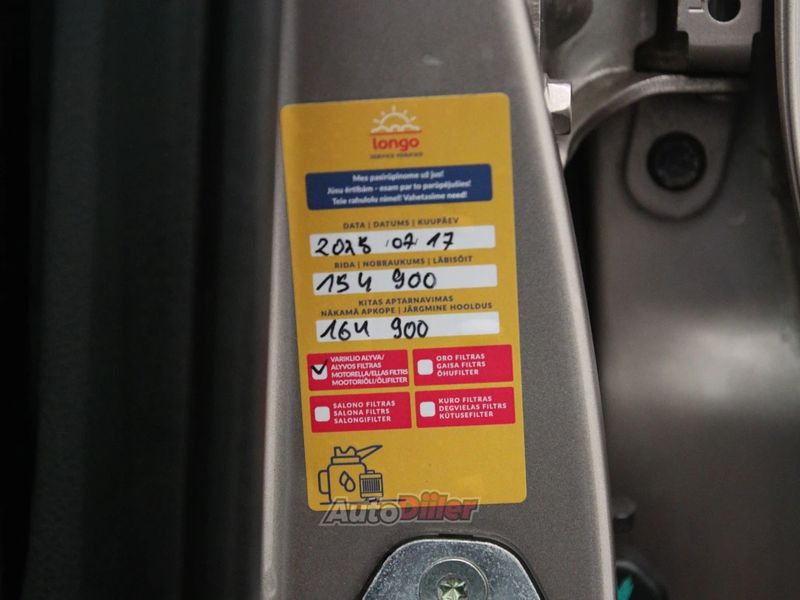 longo
SERVICE VERIFIED
Mes pasirūpinome už jus!
Jūsu ērtībām - esam par to parūpējušies!
Teie rahulolu nimel! Vahetasime need!
DATA | DATUMS | KUUPÄEV
2025 07 17
RIDA | NOBRAUKUMS | LÄBISÕIT
154 900
KITAS APTARNAVIMAS
NĀKAMĀ APKOPE | JÄRGMINE HOOLDUS
164 900
VARIKLIO ALYVA/
ALYVOS FILTRAS
MOTOREĻĻA/EĻĻAS FILTRS
MOOTORIÕLI/ÕLIFILTER
ORO FILTRAS
GAISA FILTRS
ÕHUFILTER
SALONO FILTRAS
SALONA FILTRS
SALONGIFILTER
KURO FILTRAS
DEGVIELAS FILTRS
KÜTUSEFILTER
AutoDiiler